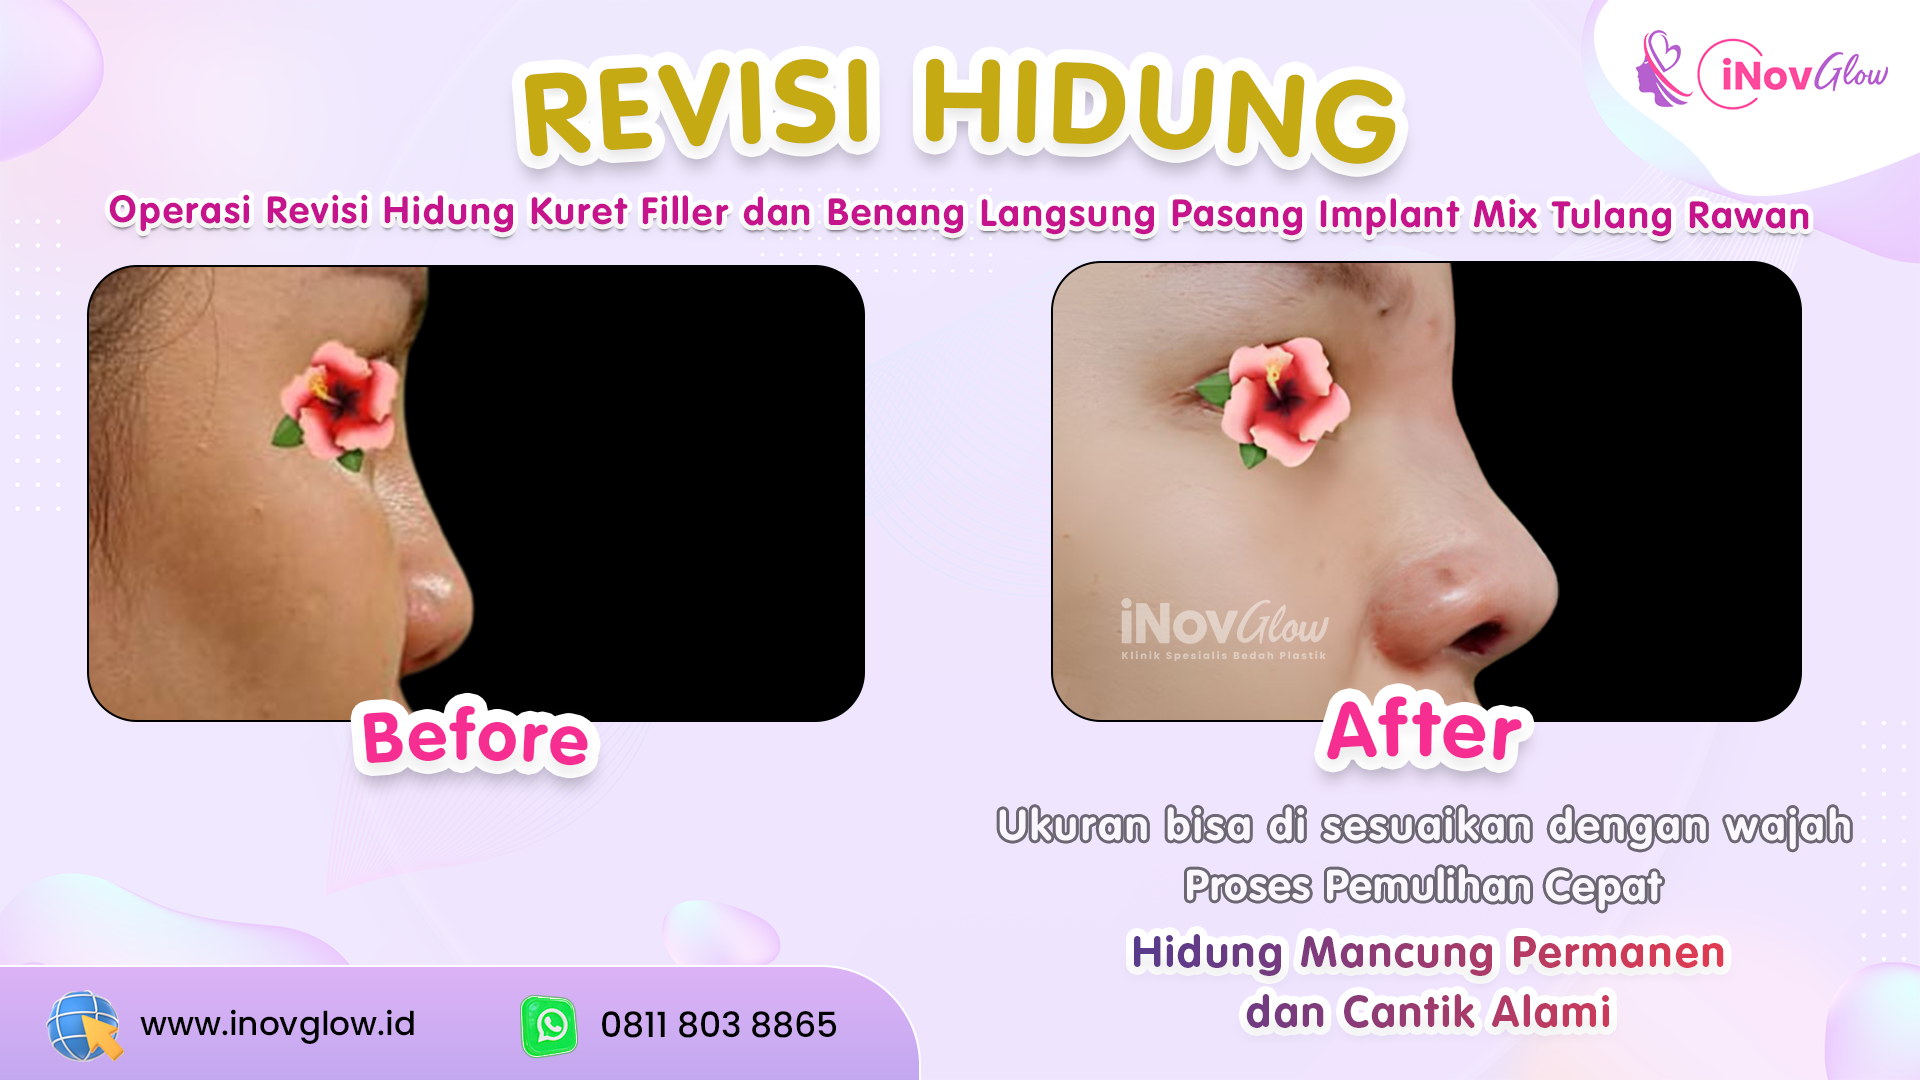 REVISI HIDUNG
iNovGlow
Operasi Revisi Hidung Kuret Filler dan Benang Langsung Pasang Implant Mix Tulang Rawan
iNovGlow
Klinik Spesialis Bedah Plastik
Before
After
Ukuran bisa di sesuaikan dengan wajah
Proses Pemulihan Cepat
Hidung Mancung Permanen
dan Cantik Alami
www.inovglow.id
0811 803 8865